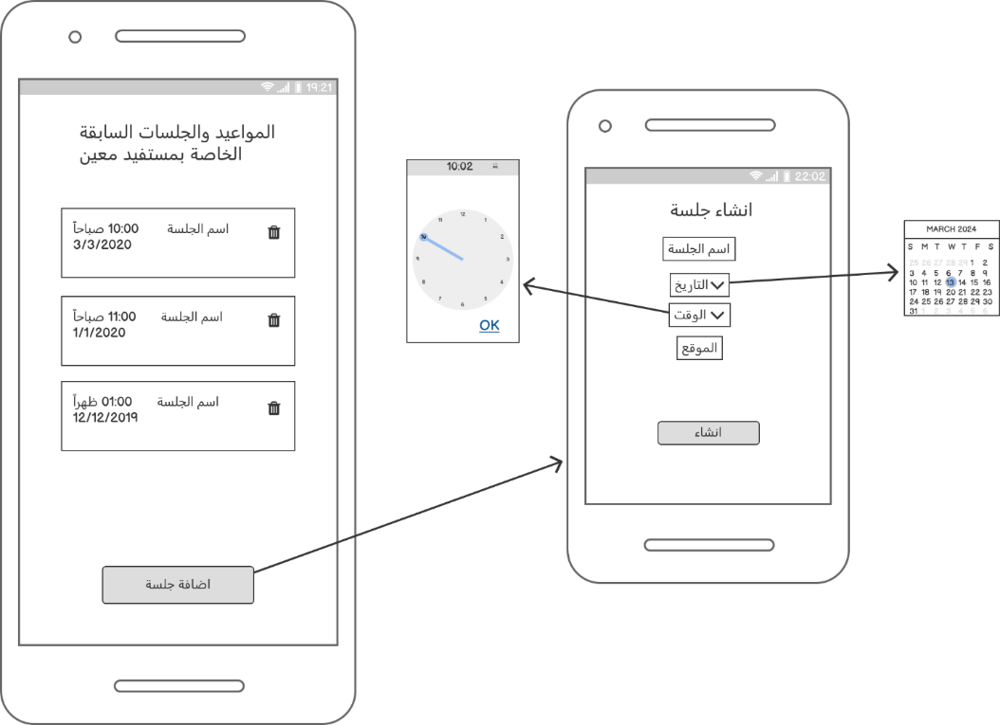 19:21
المواعيد والجلسات السابقة
الخاصة بمستفيد معين
اسم الجلسة 10:00 صباحاً
3/3/2020
اسم الجلسة 11:00 صباحاً
1/1/2020
اسم الجلسة 01:00 ظهراً
12/12/2019
اضافة جلسة
10:02
12
11 1
10 2
9 3
8 4
7 5
6
OK
22:02
انشاء جلسة
اسم الجلسة
التاريخ
الوقت
الموقع
انشاء
MARCH 2024
S M T W T F S
25 26 27 28 29 1 2
3 4 5 6 7 8 9
10 11 12 13 14 15 16
17 18 19 20 21 22 23
24 25 26 27 28 29 30
31 1 2 3 4 5 6